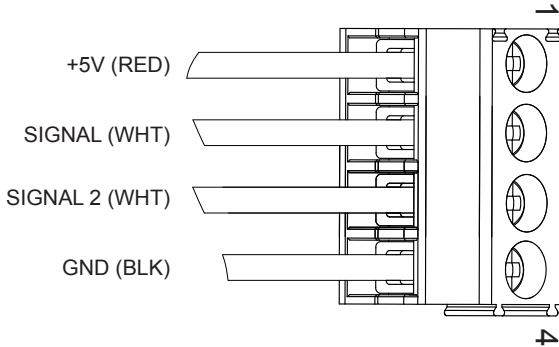 1
+5V (RED)
SIGNAL (WHT)
SIGNAL 2 (WHT)
GND (BLK)
4